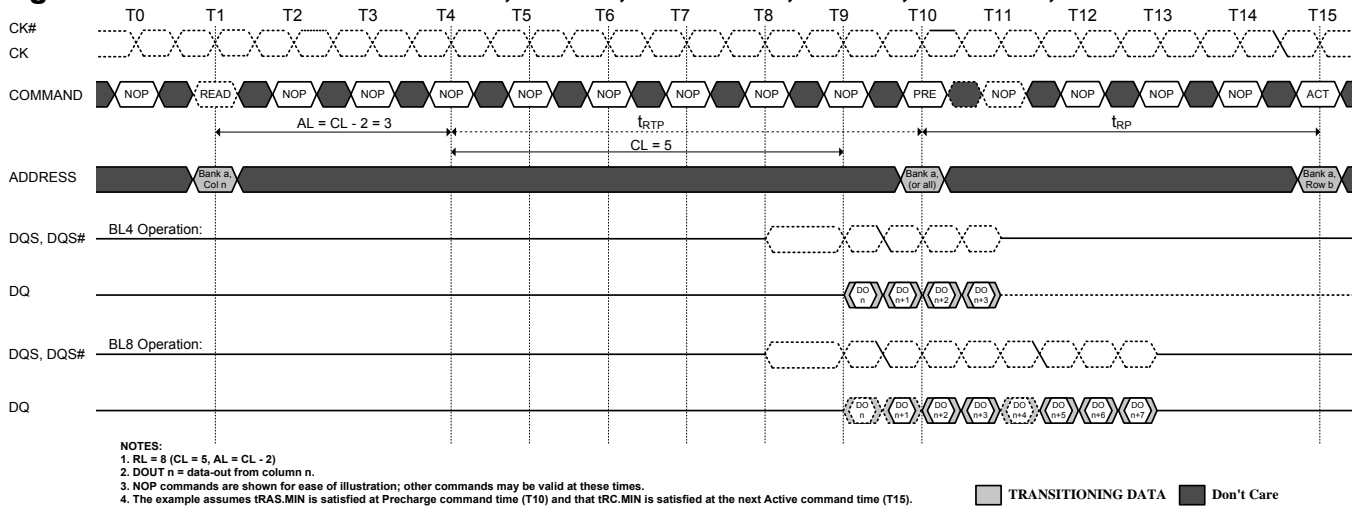 T0 T1 T2 T3 T4 T5 T6 T7 T8 T9 T10 T11 T12 T13 T14 T15
CK#
CK
COMMAND NOP READ NOP NOP NOP NOP NOP NOP NOP NOP PRE NOP NOP NOP NOP ACT
AL = CL - 2 = 3 tRTP tRP
CL = 5
ADDRESS Bank a, Col n Bank a, (or all) Bank a, Row b
DQS, DQS# BL4 Operation:
DQ DO n DO n+1 DO n+2 DO n+3
DQS, DQS# BL8 Operation:
DQ DO n DO n+1 DO n+2 DO n+3 DO n+4 DO n+5 DO n+6 DO n+7
NOTES:
1. RL = 8 (CL = 5, AL = CL - 2)
2. DOUT n = data-out from column n.
3. NOP commands are shown for ease of illustration; other commands may be valid at these times.
4. The example assumes tRAS.MIN is satisfied at Precharge command time (T10) and that tRC.MIN is satisfied at the next Active command time (T15).
TRANSITIONING DATA Don't Care